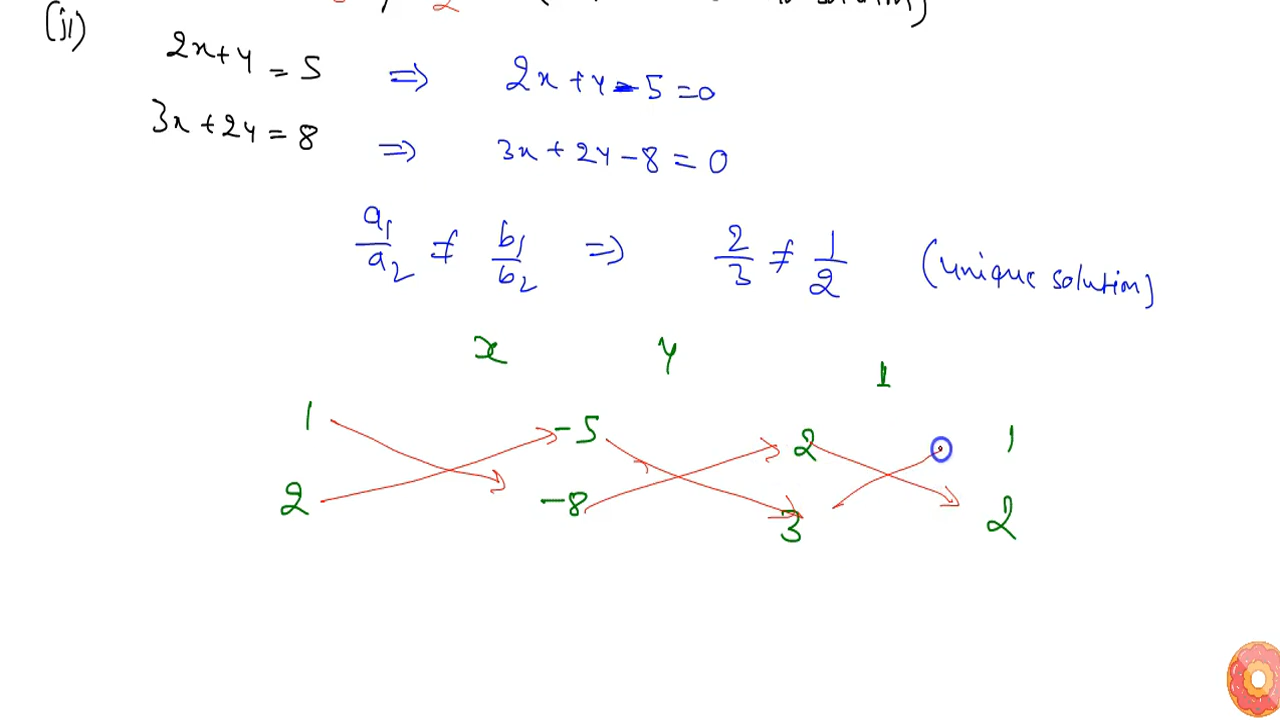 (ii)
2x+y = 5 ⇒ 2x + y - 5 = 0
3x + 2y = 8 ⇒ 3x + 2y - 8 = 0
a₁/a₂ ≠ b₁/b₂ ⇒ 2/3 ≠ 1/2 (unique solution)
x y 1
1 -5 2 1
2 -8 3 2